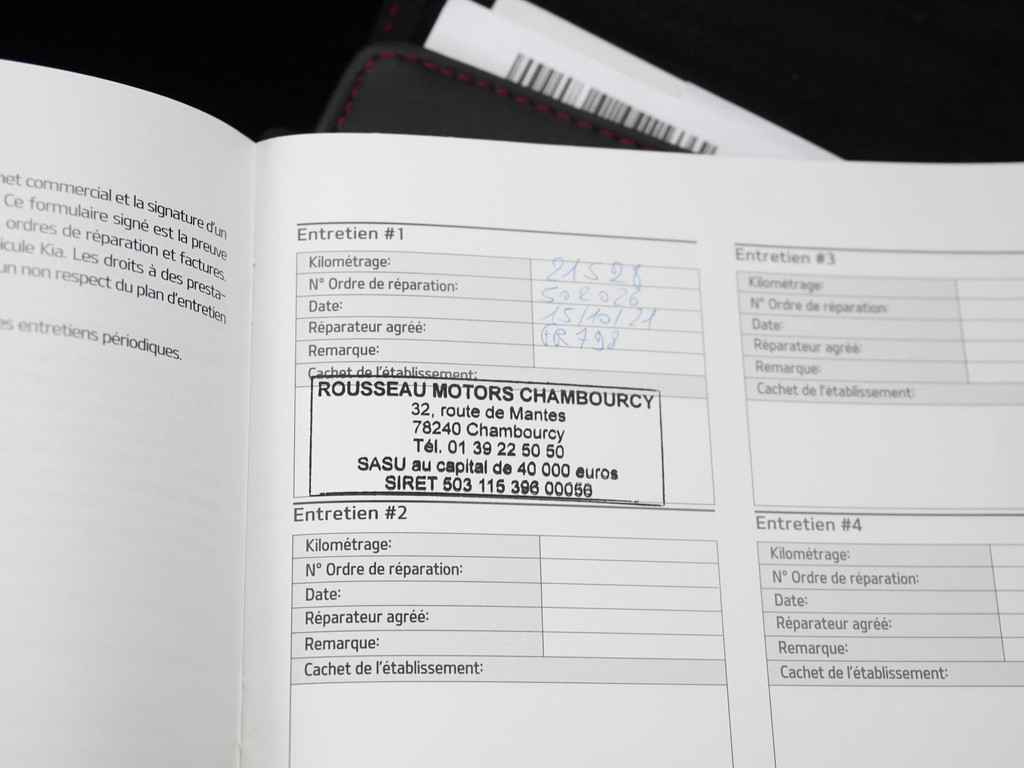 net commercial et la signature d'un
Ce formulaire signé est la preuve
ordres de réparation et factures.
icule Kia. Les droits à des presta-
un non respect du plan d'entretien
es entretiens périodiques.
Entretien #1
Kilométrage: 21528
N° Ordre de réparation: 502026
Date: 15/10/21
Réparateur agréé: FR798
Remarque:
Cachet de l'établissement:
ROUSSEAU MOTORS CHAMBOURCY
32, route de Mantes
78240 Chambourcy
Tél. 01 39 22 50 50
SASU au capital de 40 000 euros
SIRET 503 115 396 00056
Entretien #2
Kilométrage:
N° Ordre de réparation:
Date:
Réparateur agréé:
Remarque:
Cachet de l'établissement:
Entretien #3
Kilométrage:
N° Ordre de réparation:
Date:
Réparateur agréé:
Remarque:
Cachet de l'établissement:
Entretien #4
Kilométrage:
N° Ordre de réparation:
Date:
Réparateur agréé:
Remarque:
Cachet de l'établissement: